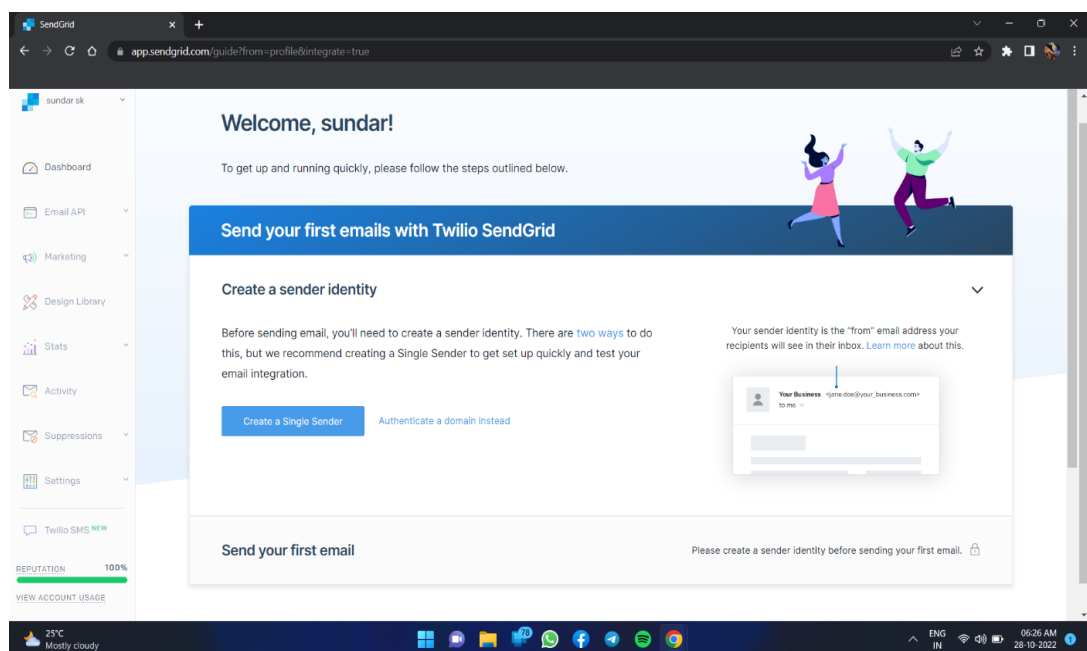 SendGrid
app.sendgrid.com/guide?from=profile&integrate=true
sundar sk
Dashboard
Email API
Marketing
Design Library
Stats
Activity
Suppressions
Settings
Twilio SMS NEW
REPUTATION 100%
VIEW ACCOUNT USAGE
Welcome, sundar!
To get up and running quickly, please follow the steps outlined below.
Send your first emails with Twilio SendGrid
Create a sender identity
Before sending email, you'll need to create a sender identity. There are two ways to do
this, but we recommend creating a Single Sender to get set up quickly and test your
email integration.
Create a Single Sender
Authenticate a domain instead
Your sender identity is the "from" email address your
recipients will see in their inbox. Learn more about this.
Your Business <jane.doe@your_business.com>
to me
Send your first email
Please create a sender identity before sending your first email.
25°C
Mostly cloudy
78
ENG
IN
06:26 AM
28-10-2022
1